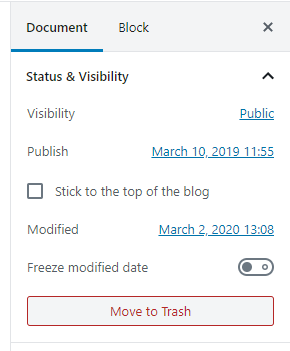 Document Block
Status & Visibility
Visibility Public
Publish March 10, 2019 11:55
Stick to the top of the blog
Modified March 2, 2020 13:08
Freeze modified date
Move to Trash